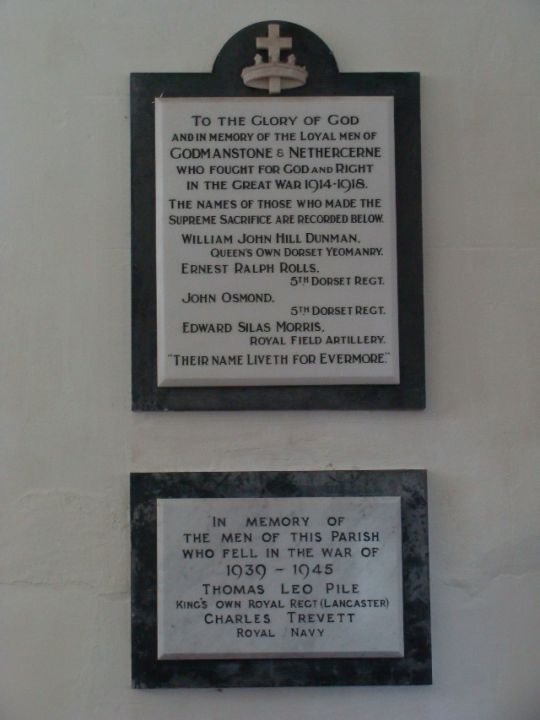 To the Glory of God
and in memory of the Loyal men of
Godmanstone & Nethercerne
who fought for God and Right
in the Great War 1914-1918.
The names of those who made the
Supreme Sacrifice are recorded below.
William John Hill Dunman,
Queen's Own Dorset Yeomanry.
Ernest Ralph Rolls,
5th Dorset Regt.
John Osmond,
5th Dorset Regt.
Edward Silas Morris,
Royal Field Artillery.
"Their name liveth for Evermore."
In memory of
the men of this Parish
who fell in the war of
1939 - 1945
Thomas Leo Pile
King's Own Royal Regt (Lancaster)
Charles Trevett
Royal Navy